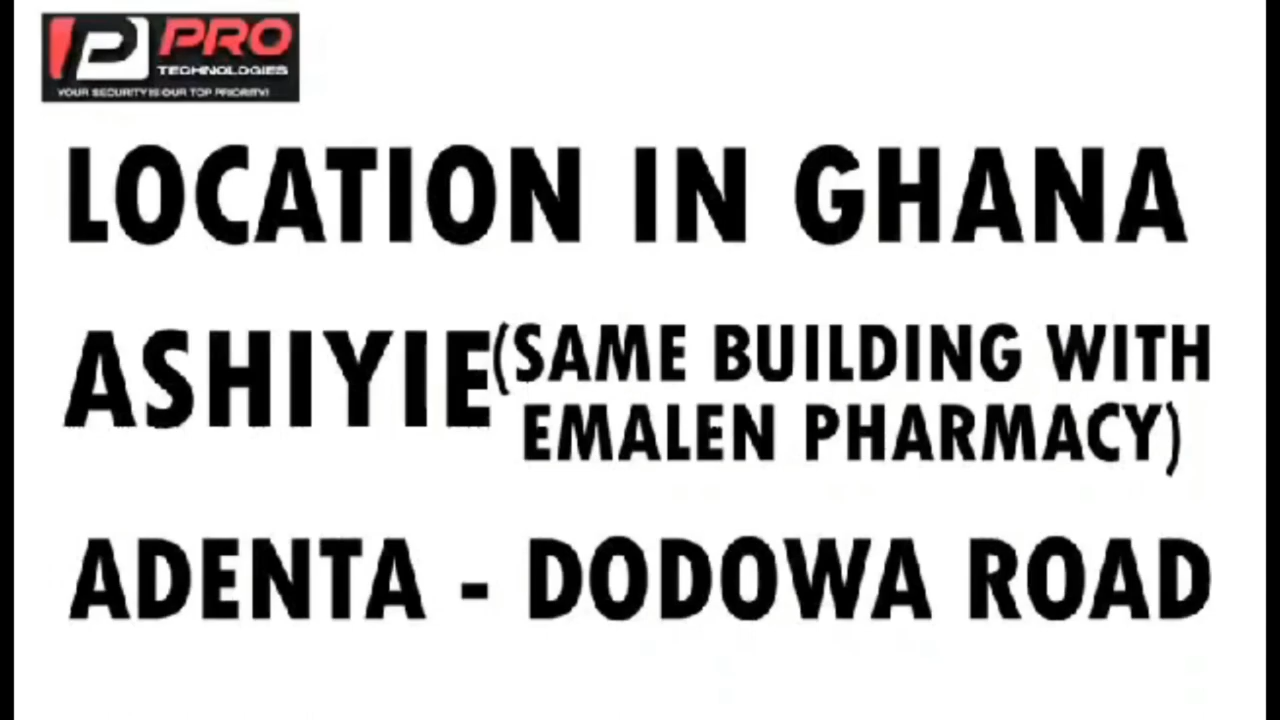 PRO
TECHNOLOGIES
YOUR SECURITY IS OUR TOP PRIORITY!
LOCATION IN GHANA
ASHIYIE (SAME BUILDING WITH
EMALEN PHARMACY)
ADENTA - DODOWA ROAD